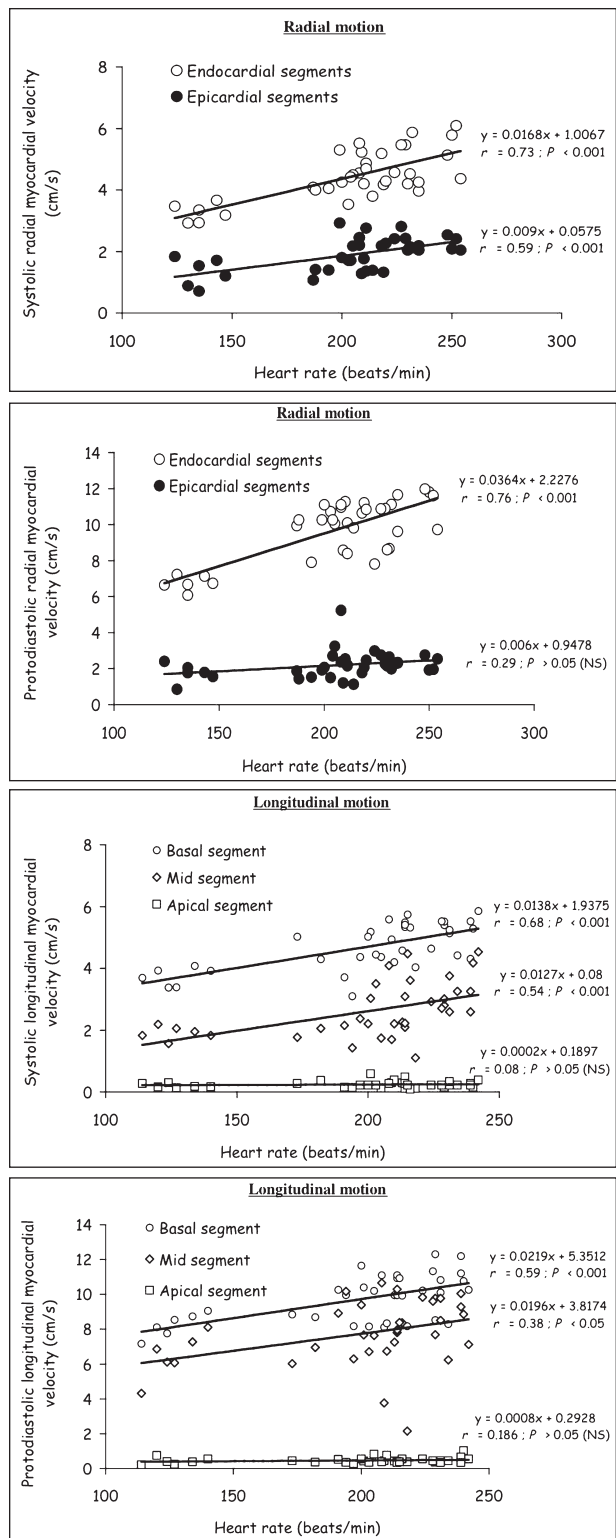 Radial motion
Systolic radial myocardial velocity
(cm/s)
8
6
4
2
0
Endocardial segments
Epicardial segments
y = 0.0168x + 1.0067
r = 0.73 ; P < 0.001
y = 0.009x + 0.0575
r = 0.59 ; P < 0.001
100 150 200 250 300
Heart rate (beats/min)
Radial motion
Protodiastolic radial myocardial
velocity (cm/s)
14
12
10
8
6
4
2
0
Endocardial segments
Epicardial segments
y = 0.0364x + 2.2276
r = 0.76 ; P < 0.001
y = 0.006x + 0.9478
r = 0.29 ; P > 0.05 (NS)
100 150 200 250 300
Heart rate (beats/min)
Longitudinal motion
Systolic longitudinal myocardial
velocity (cm/s)
8
6
4
2
0
Basal segment
Mid segment
Apical segment
y = 0.0138x + 1.9375
r = 0.68 ; P < 0.001
y = 0.0127x + 0.08
r = 0.54 ; P < 0.001
y = 0.0002x + 0.1897
r = 0.08 ; P > 0.05 (NS)
100 150 200 250
Heart rate (beats/min)
Longitudinal motion
Protodiastolic longitudinal myocardial
velocity (cm/s)
14
12
10
8
6
4
2
0
Basal segment
Mid segment
Apical segment
y = 0.0219x + 5.3512
r = 0.59 ; P < 0.001
y = 0.0196x + 3.8174
r = 0.38 ; P < 0.05
y = 0.0008x + 0.2928
r = 0.186 ; P > 0.05 (NS)
100 150 200 250
Heart rate (beats/min)